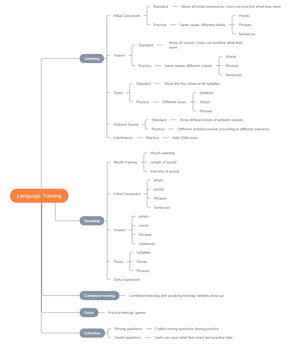 Language Training
Listening
Initial Consonant
Standard
Show all initial consonants. Users can practice what they want
Practice
Same vowel, different initials
Words
Phrases
Sentences
Vowels
Standard
Show all vowels. Users can practice what they
want
Practice
Same initials, different vowels
Words
Phrases
Sentences
Tunes
Standard
Show the four tones of all syllables
Practice
Different tones
Syllables
Words
Phrases
Ambient Sound
Standard
Show different kinds of ambient sounds
Practice
Different ambient sounds according to different scenarios
Interference
Practice
Add 10db noise
Speaking
Mouth training
Mouth opening
Length of sound
Intensity of sound
Initial Consonant
pinyin
words
Phrases
Sentences
Vowels
pinyin
words
Phrases
Sentences
Tunes
Syllables
Words
Phrases
Daily Expression
Combined training
Combined listening and speaking training, random show up
Game
Practice through games
Collection
Wrong questions
Collect wrong questions during practice
Saved questions
Users can save what they want and practice later